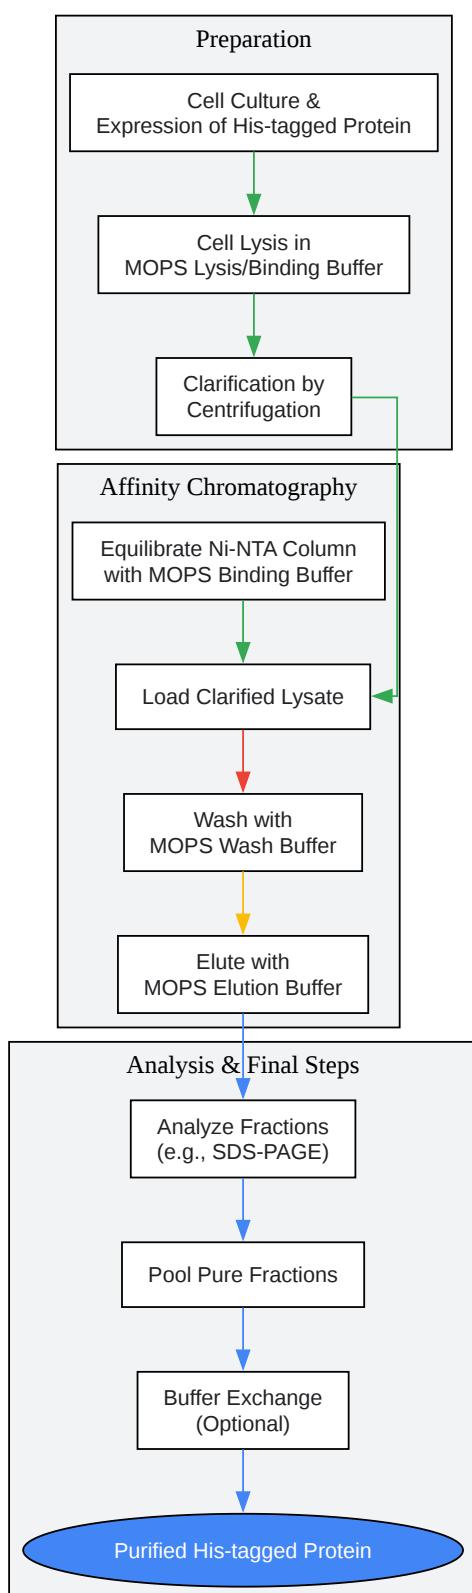 Preparation
Cell Culture &
Expression of His-tagged Protein
Cell Lysis in
MOPS Lysis/Binding Buffer
Clarification by
Centrifugation
Affinity Chromatography
Equilibrate Ni-NTA Column
with MOPS Binding Buffer
Load Clarified Lysate
Wash with
MOPS Wash Buffer
Elute with
MOPS Elution Buffer
Analysis & Final Steps
Analyze Fractions
(e.g., SDS-PAGE)
Pool Pure Fractions
Buffer Exchange
(Optional)
Purified His-tagged Protein